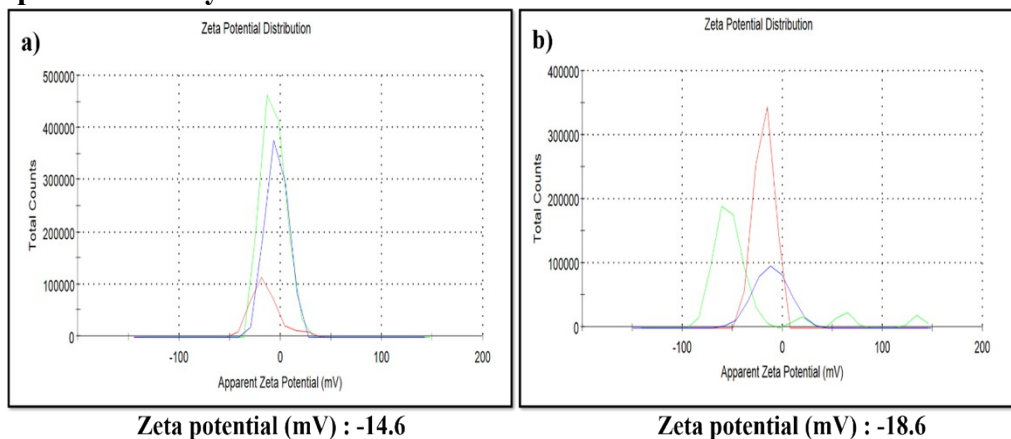 a)
Zeta Potential Distribution
500000
400000
300000
200000
100000
0
Total Counts
-100
0
100
200
Apparent Zeta Potential (mV)
Zeta potential (mV) : -14.6
b)
Zeta Potential Distribution
400000
300000
200000
100000
0
Total Counts
-100
0
100
200
Apparent Zeta Potential (mV)
Zeta potential (mV) : -18.6